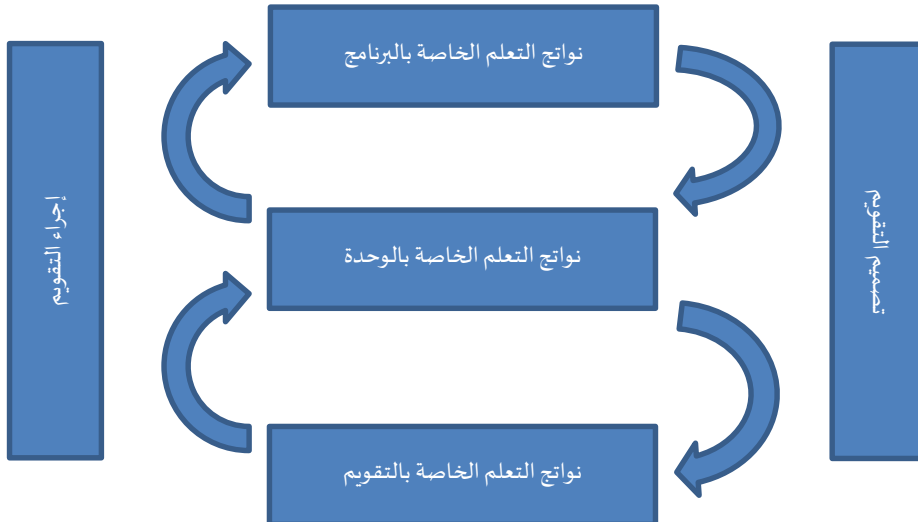 نواتج التعلم الخاصة بالبرنامج
تصميم التقويم
نواتج التعلم الخاصة بالوحدة
إجراء التقويم
نواتج التعلم الخاصة بالتقويم